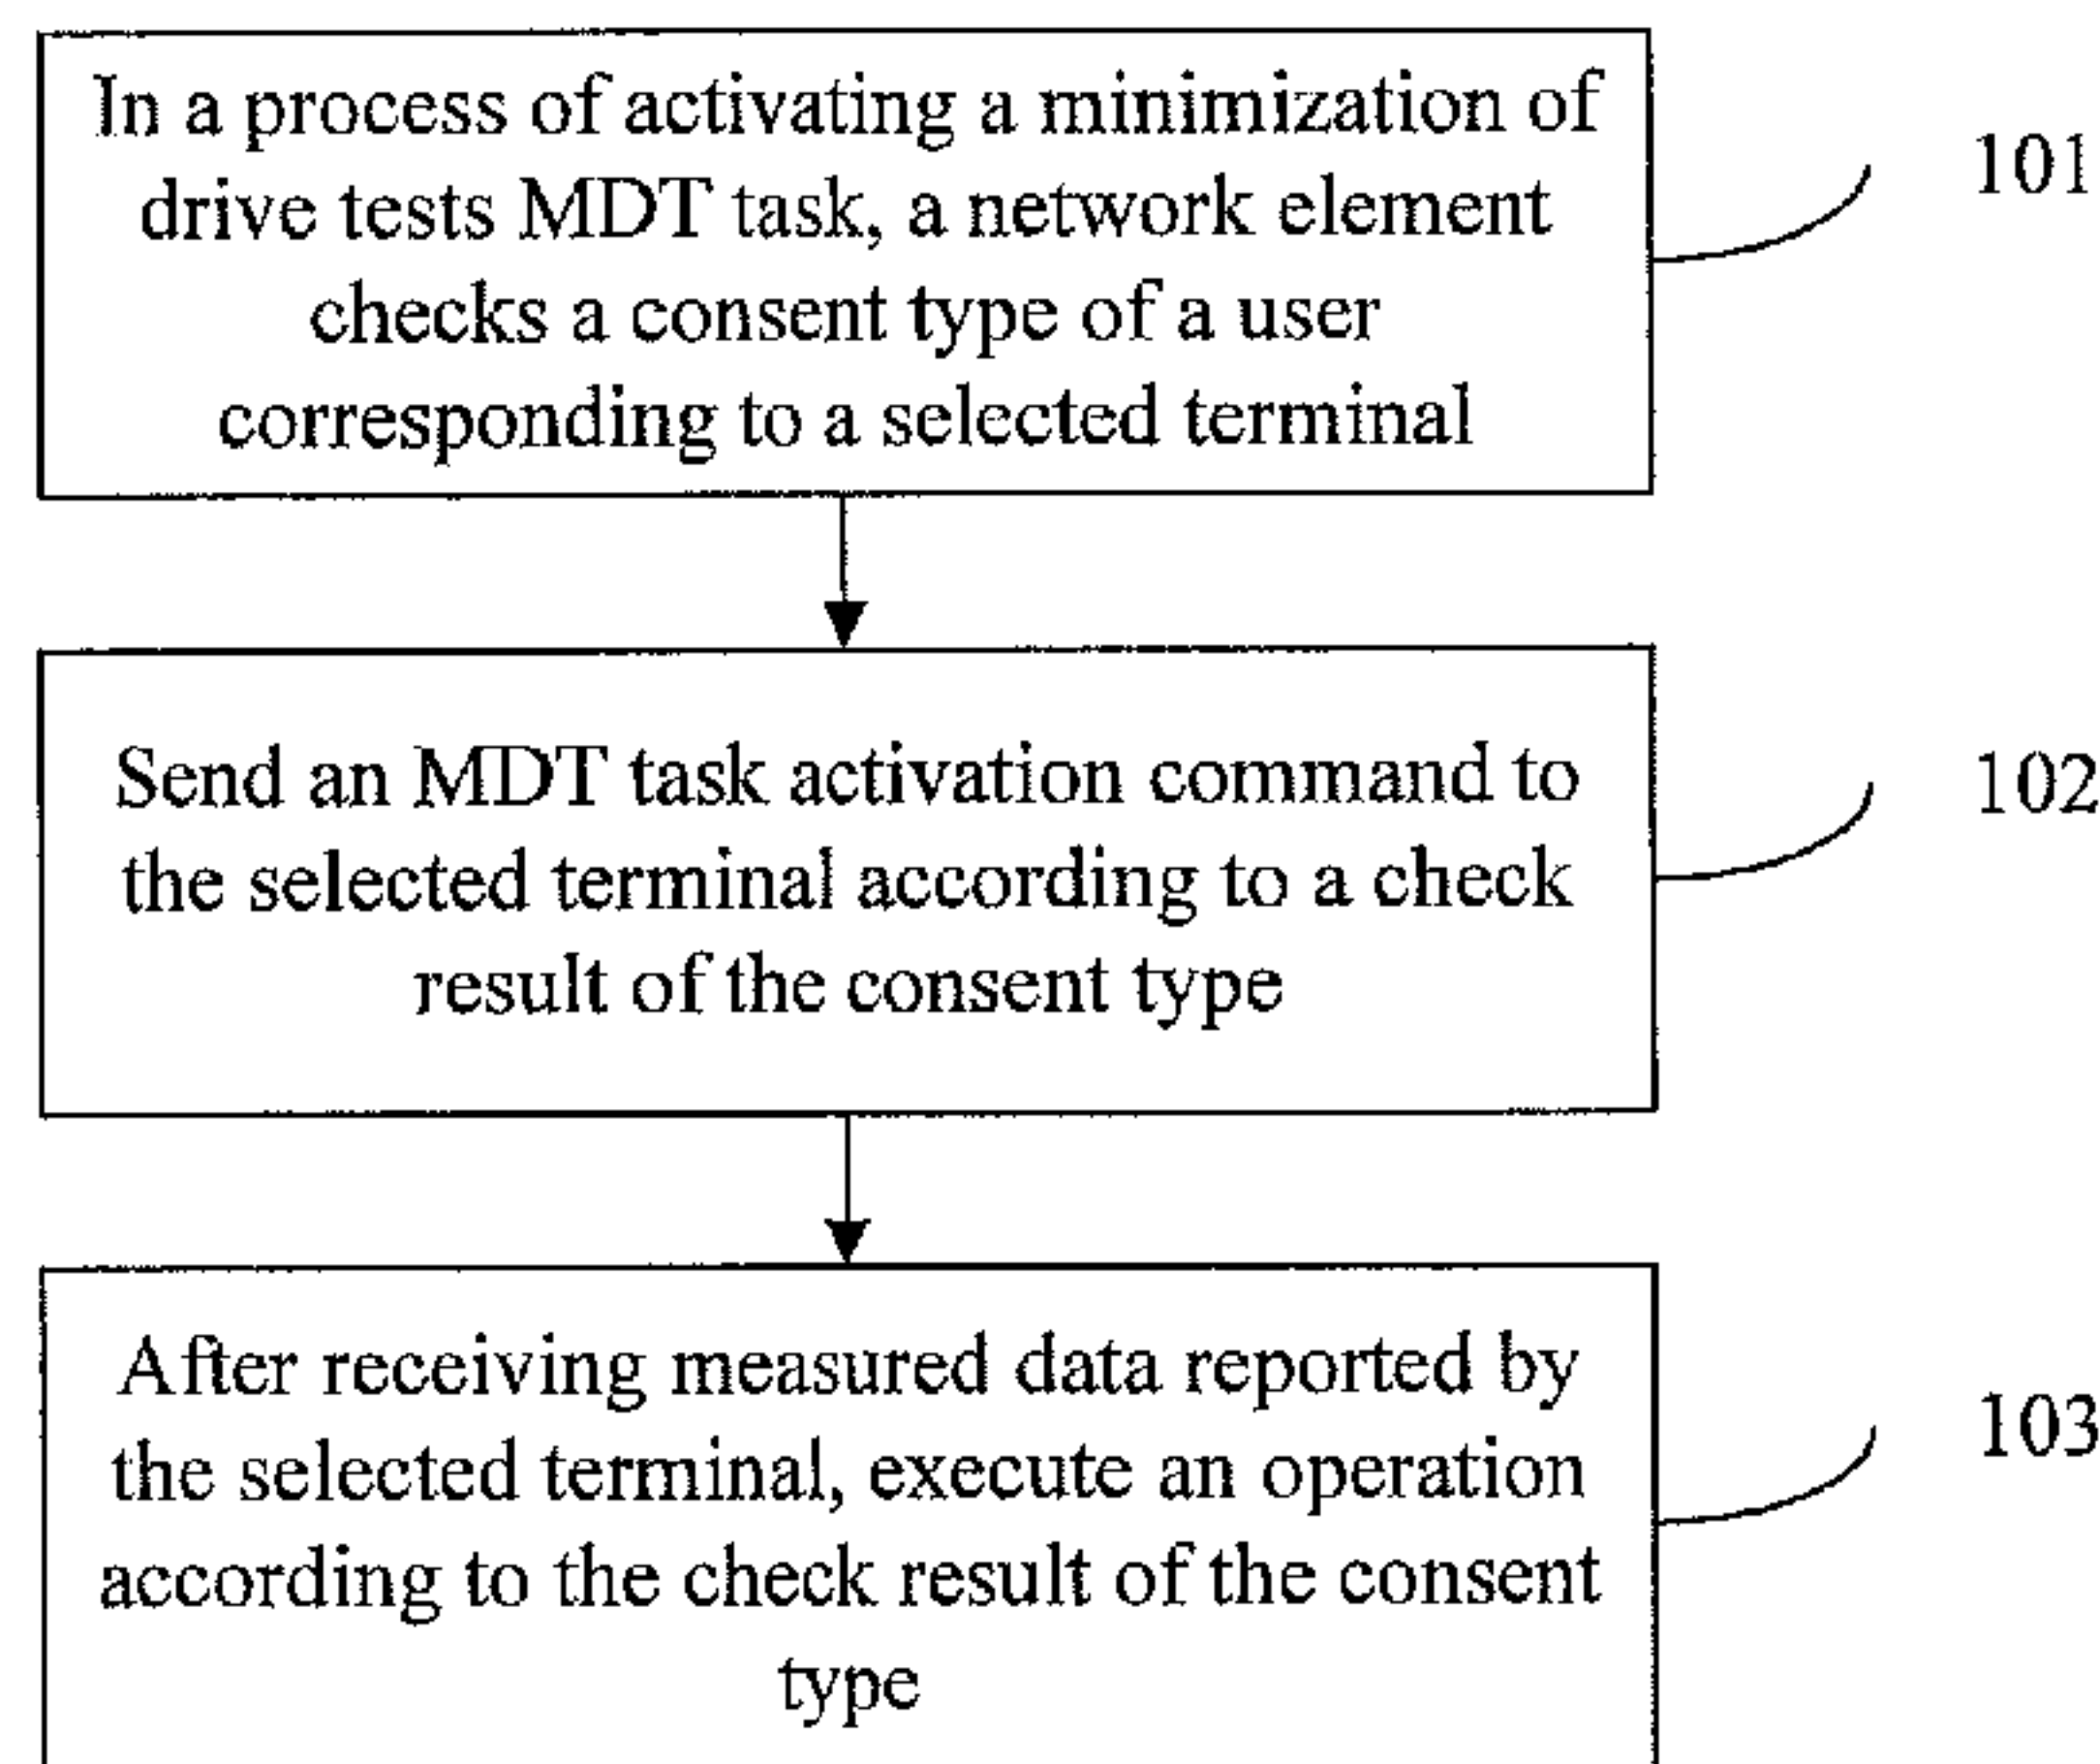 In a process of activating a minimization of
drive tests MDT task, a network element
checks a consent type of a user
corresponding to a selected terminal
101
Send an MDT task activation command to
the selected terminal according to a check
result of the consent type
102
After receiving measured data reported by
the selected terminal, execute an operation
according to the check result of the consent
type
103